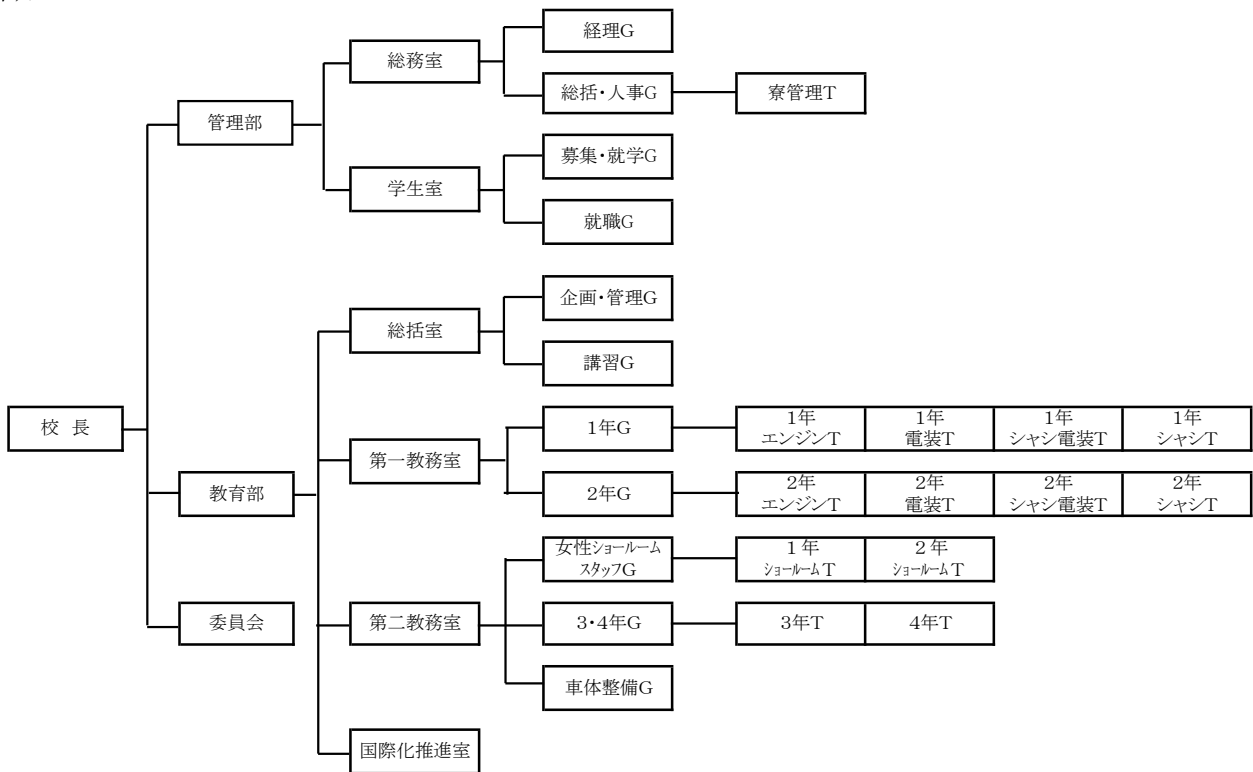 経理G
総務室
総括・人事G
寮管理T
管理部
募集・就学G
学生室
就職G
企画・管理G
総括室
講習G
校 長
1年G
1年
エンジンT
1年
電装T
1年
シャシ電装T
1年
シャシT
第一教務室
教育部
2年G
2年
エンジンT
2年
電装T
2年
シャシ電装T
2年
シャシT
女性ショールーム
スタッフG
1年
ショールームT
2年
ショールームT
委員会
第二教務室
3・4年G
3年T
4年T
車体整備G
国際化推進室